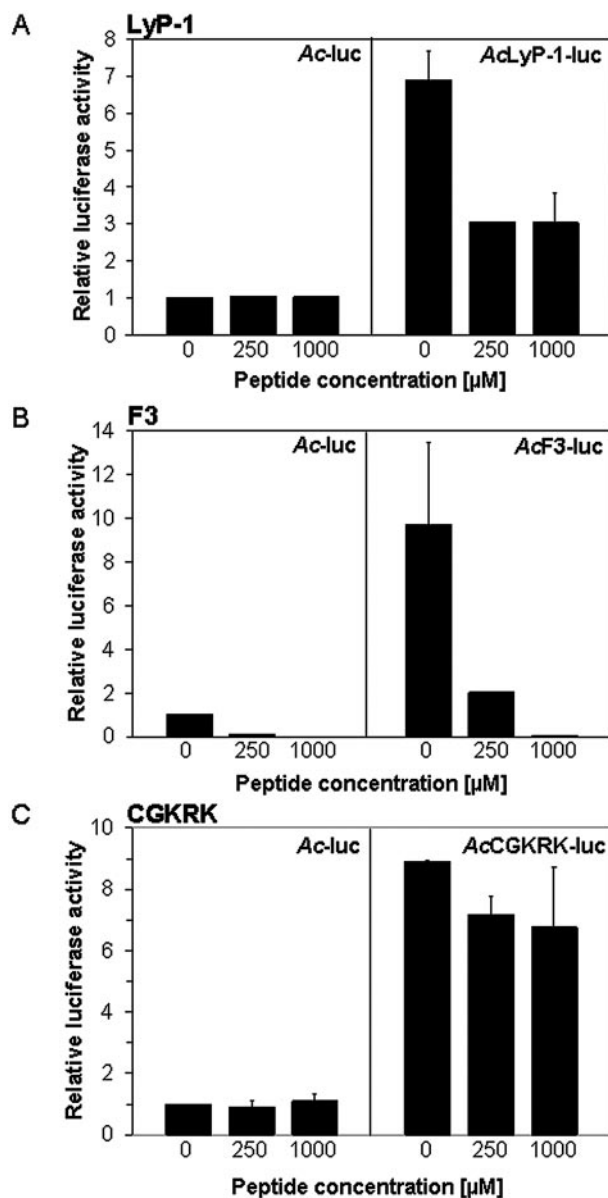 A LyP-1
Ac-luc AcLyP-1-luc
Relative luciferase activity
8
7
6
5
4
3
2
1
0
0 250 1000 0 250 1000
Peptide concentration [µM]
B F3
Ac-luc AcF3-luc
Relative luciferase activity
14
12
10
8
6
4
2
0
0 250 1000 0 250 1000
Peptide concentration [µM]
C CGKRK
Ac-luc AcCGKRK-luc
Relative luciferase activity
10
8
6
4
2
0
0 250 1000 0 250 1000
Peptide concentration [µM]